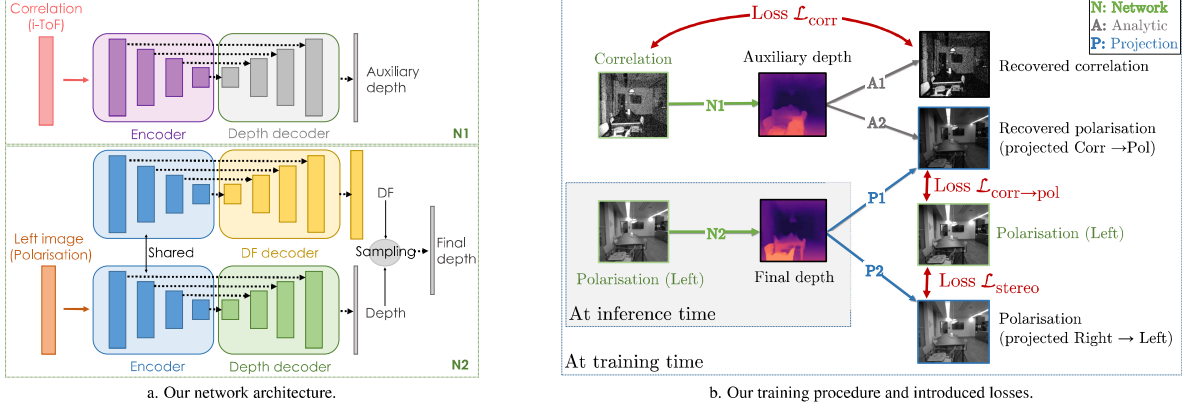 Correlation
(i-ToF)
Encoder
Depth decoder
Auxiliary
depth
N1
Left image
(Polarisation)
Shared
DF decoder
DF
Sampling
Final
depth
Depth
Encoder
Depth decoder
N2
a. Our network architecture.
Loss ℒcorr
N: Network
A: Analytic
P: Projection
Correlation
Auxiliary depth
N1
A1
A2
Recovered correlation
Recovered polarisation
(projected Corr →Pol)
P1
Loss ℒcorr→pol
N2
Polarisation (Left)
Final depth
P2
Polarisation (Left)
Loss ℒstereo
At inference time
Polarisation
(projected Right → Left)
At training time
b. Our training procedure and introduced losses.